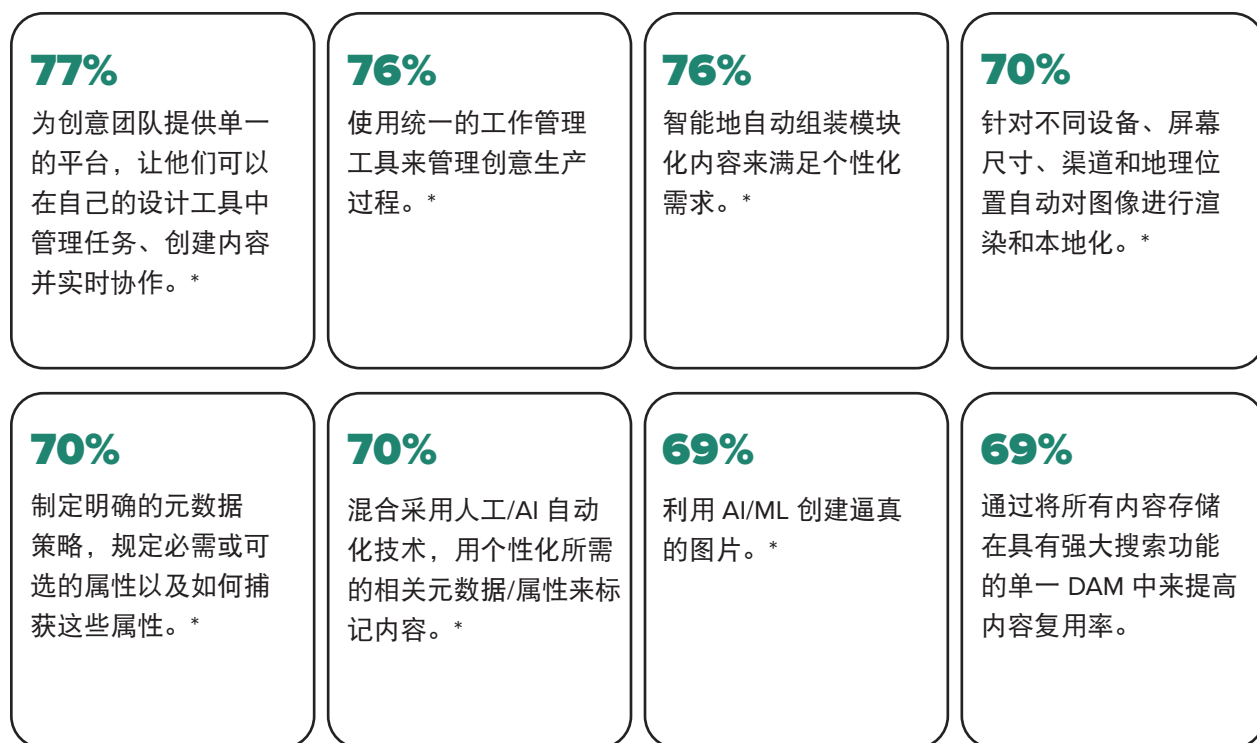 77%
为创意团队提供单一
的平台，让他们可以
在自己的设计工具中
管理任务、创建内容
并实时协作。*
76%
使用统一的工作管理
工具来管理创意生产
过程。*
76%
智能地自动组装模块
化内容来满足个性化
需求。*
70%
针对不同设备、屏幕
尺寸、渠道和地理位
置自动对图像进行渲
染和本地化。*
70%
制定明确的元数据
策略，规定必需或可
选的属性以及如何捕
获这些属性。*
70%
混合采用人工/AI 自动
化技术，用个性化所需
的相关元数据/属性来标
记内容。*
69%
利用 AI/ML 创建逼真
的图片。*
69%
通过将所有内容存储
在具有强大搜索功能
的单一 DAM 中来提高
内容复用率。